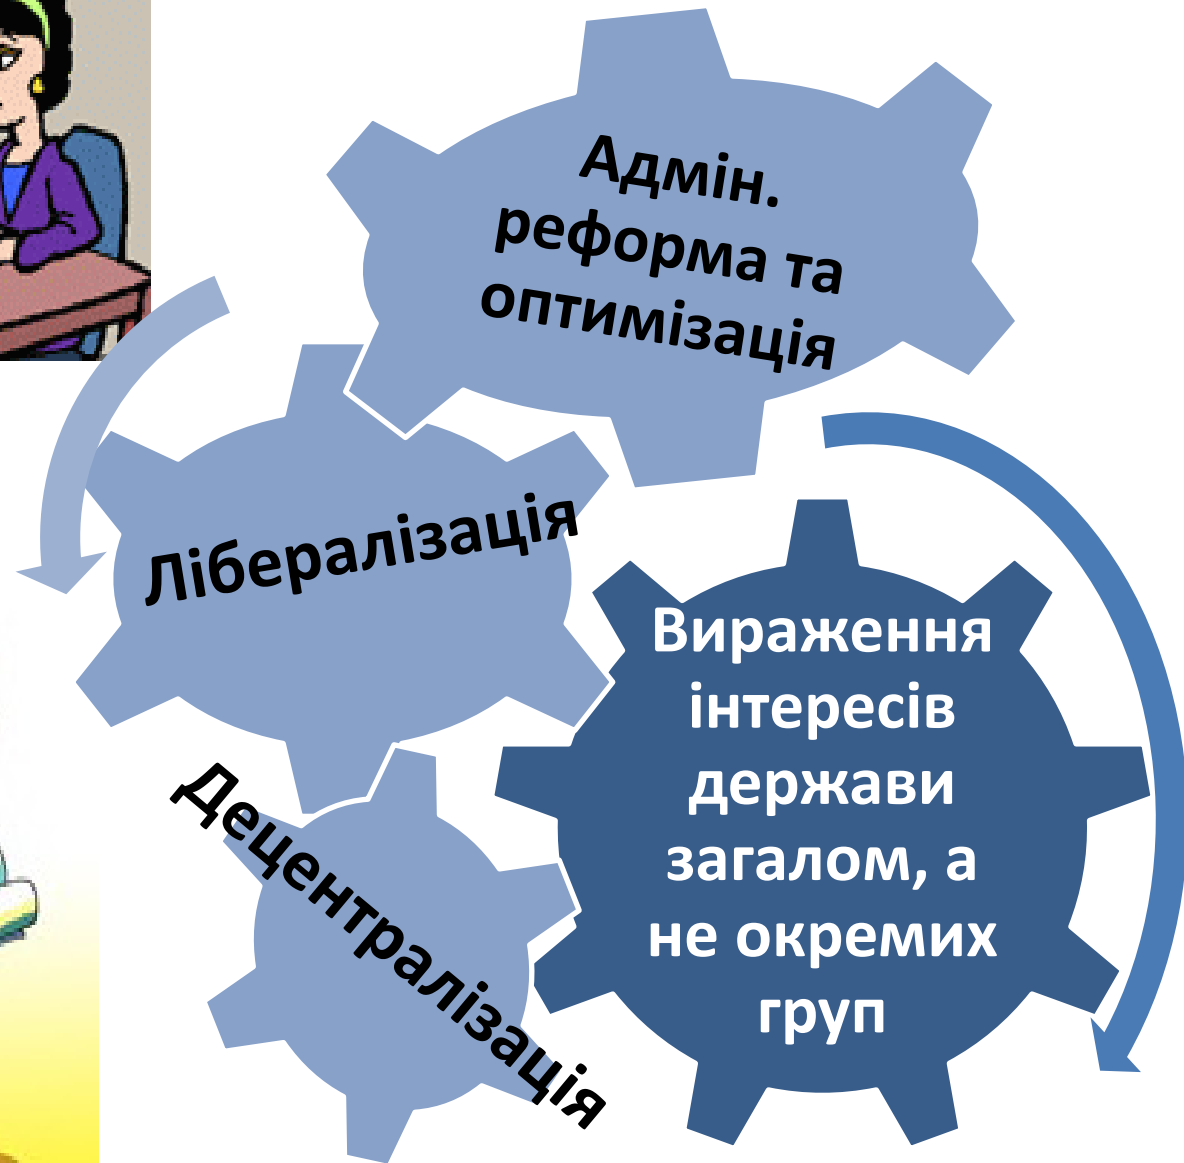 Адмін.
реформа та
оптимізація
Лібералізація
Децентралізація
Вираження
інтересів
держави
загалом, а
не окремих
груп